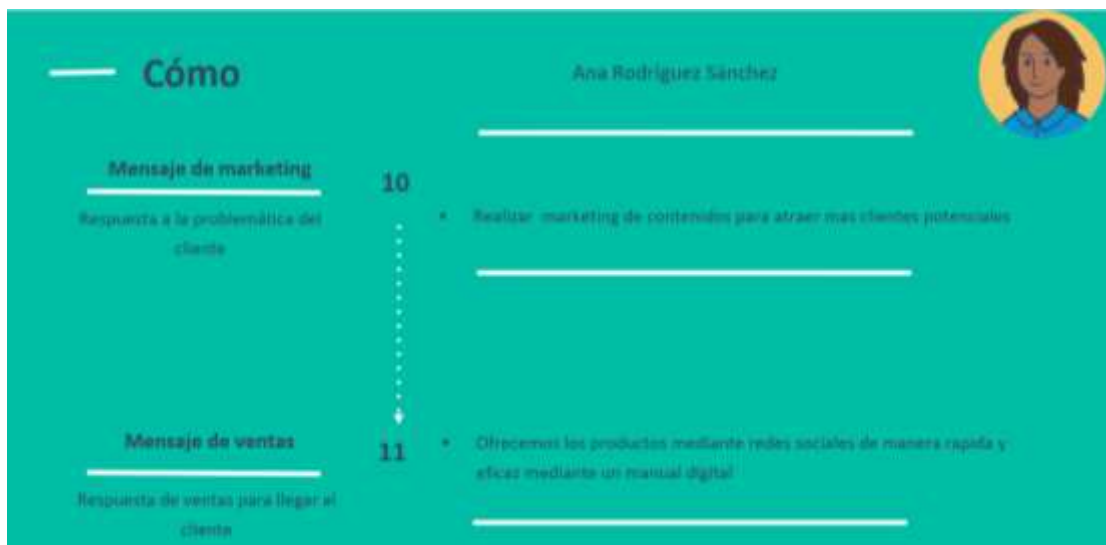 Cómo
Ana Rodríguez Sánchez
Mensaje de marketing
10
Respuesta a la problemática del
cliente
• Realizar marketing de contenidos para atraer mas clientes potenciales
Mensaje de ventas
11
Respuesta de ventas para llegar al
cliente
• Ofrecemos los productos mediante redes sociales de manera rapida y
eficaz mediante un manual digital